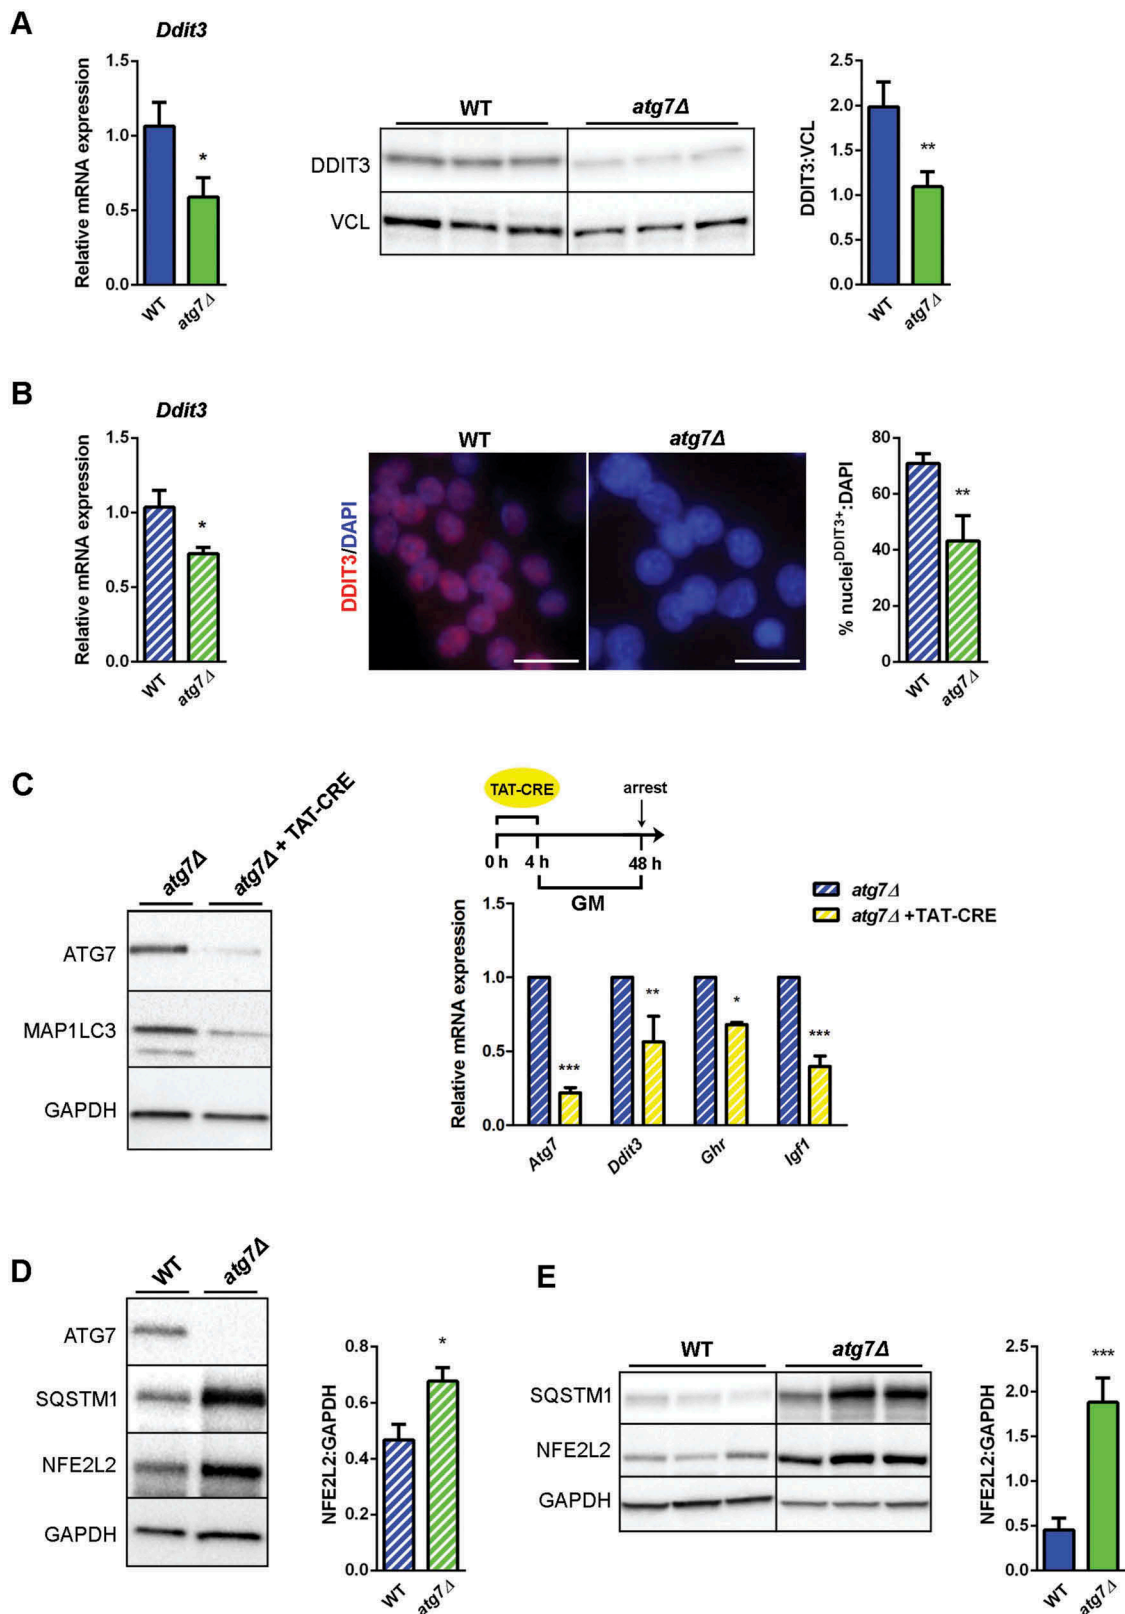 A
Ddit3
Relative mRNA expression
1.5
1.0
0.5
0.0
*
WT
atg7Δ
WT
atg7Δ
DDIT3
VCL
DDIT3:VCL
2.5
2.0
1.5
1.0
0.5
0.0
**
WT
atg7Δ
B
Ddit3
Relative mRNA expression
1.5
1.0
0.5
0.0
*
WT
atg7Δ
WT
atg7Δ
DDIT3/DAPI
% nuclei^DDIT3+:DAPI
80
60
40
20
0
**
WT
atg7Δ
C
atg7Δ
atg7Δ + TAT-CRE
ATG7
MAP1LC3
GAPDH
TAT-CRE
arrest
0 h
4 h
48 h
GM
atg7Δ
atg7Δ +TAT-CRE
Relative mRNA expression
1.5
1.0
0.5
0.0
***
**
*
***
Atg7
Ddit3
Ghr
Igf1
D
WT
atg7Δ
ATG7
SQSTM1
NFE2L2
GAPDH
NFE2L2:GAPDH
0.8
0.6
0.4
0.2
0.0
*
WT
atg7Δ
E
WT
atg7Δ
SQSTM1
NFE2L2
GAPDH
NFE2L2:GAPDH
2.5
2.0
1.5
1.0
0.5
0.0
***
WT
atg7Δ